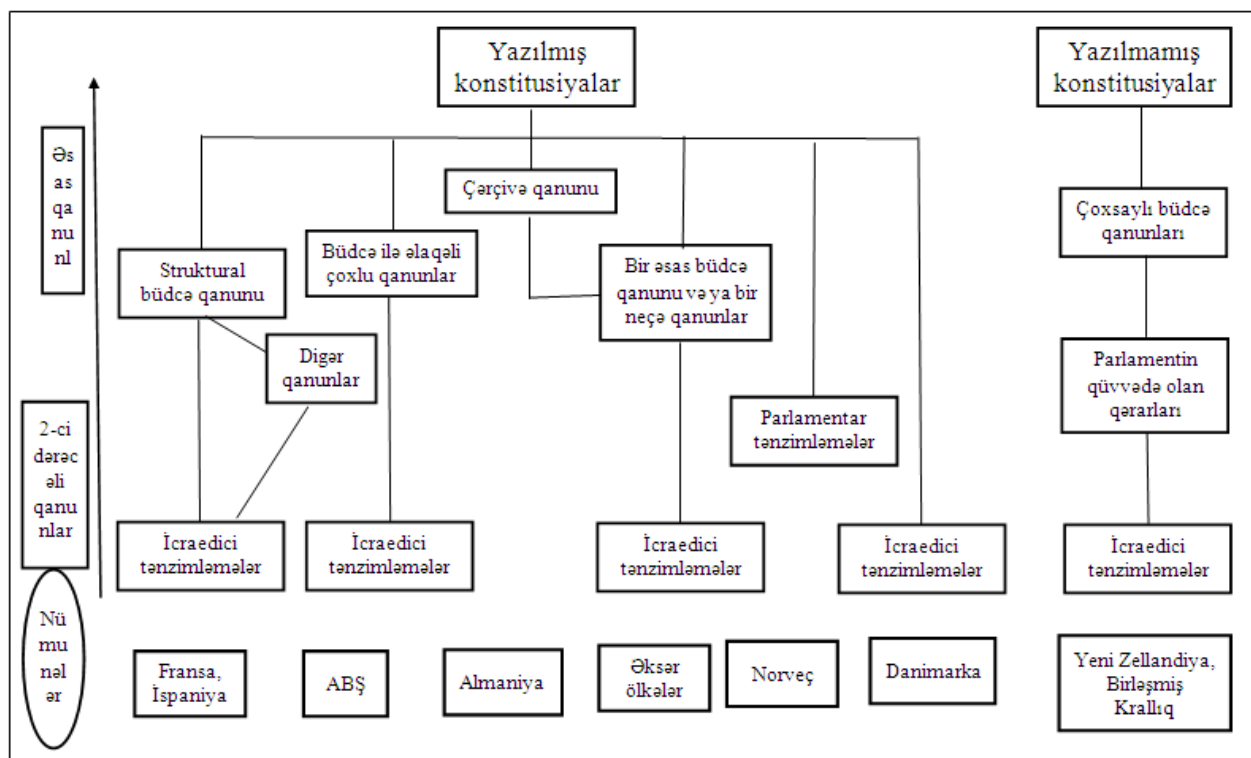 Yazılmış
konstitusiyalar
Yazılmamış
konstitusiyalar
Əs
as
qa
nu
nl
Çərçivə qanunu
Çoxsaylı büdcə
qanunları
Struktural
büdcə qanunu
Büdcə ilə əlaqəli
çoxlu qanunlar
Bir əsas büdcə
qanunu və ya bir
neçə qanunlar
Digər
qanunlar
Parlamentar
tənzimləmələr
Parlamentin
qüvvədə olan
qərarları
2-ci
dərəc
əli
qanu
nlar
İcraedici
tənzimləmələr
İcraedici
tənzimləmələr
İcraedici
tənzimləmələr
İcraedici
tənzimləmələr
İcraedici
tənzimləmələr
Nü
mu
nəl
ər
Fransa,
İspaniya
ABŞ
Almaniya
Əksər
ölkələr
Norveç
Danimarka
Yeni Zellandiya,
Birləşmiş
Krallıq